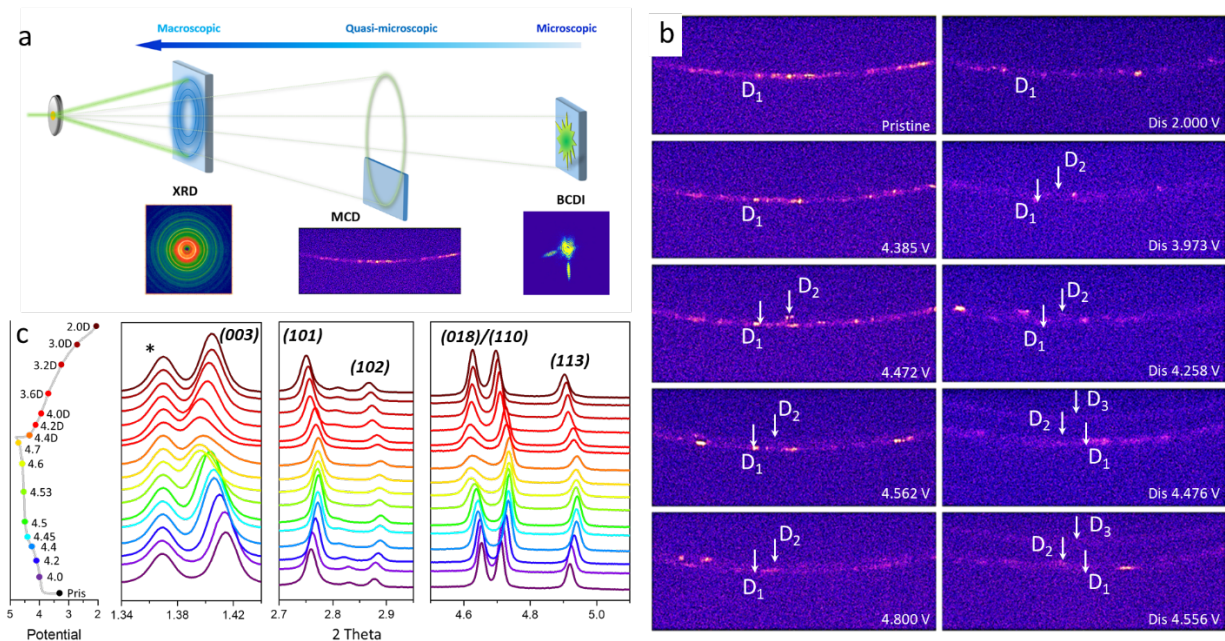 a
Macroscopic
Quasi-microscopic
Microscopic
XRD
MCD
BCDI
b
D1
Pristine
D1
Dis 2.000 V
D1
4.385 V
D2
D1
Dis 3.973 V
D2
D1
4.472 V
D2
D1
Dis 4.258 V
D2
D1
4.562 V
D3
D2
D1
Dis 4.476 V
D2
D1
4.800 V
D3
D2
D1
Dis 4.556 V
c
2.0D
3.0D
3.2D
3.6D
4.0D
4.2D
4.4D
4.7
4.6
4.53
4.5
4.45
4.4
4.2
4.0
Pris
5 4 3 2
Potential
*
(003)
(101)
(102)
(018)/(110)
(113)
1.34 1.38 1.42 2.7 2.8 2.9 4.6 4.8 5.0
2 Theta